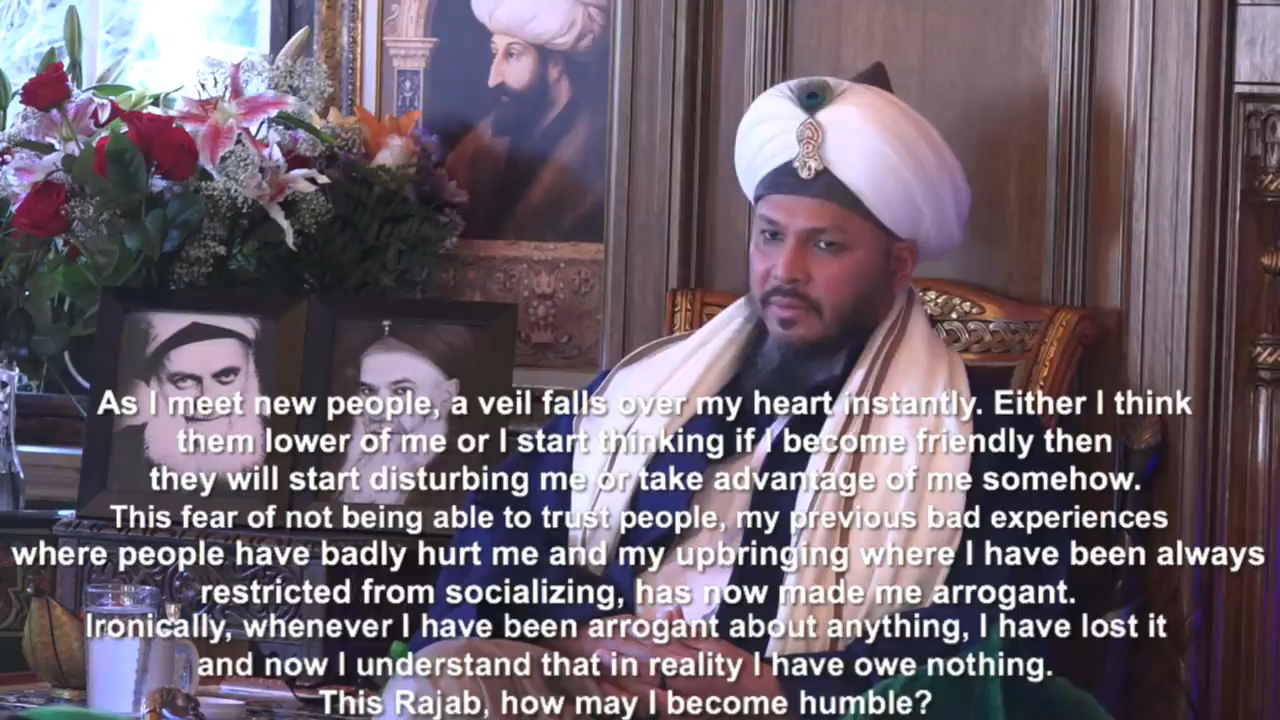 As I meet new people, a veil falls over my heart instantly. Either I think
them lower of me or I start thinking if I become friendly then
they will start disturbing me or take advantage of me somehow.
This fear of not being able to trust people, my previous bad experiences
where people have badly hurt me and my upbringing where I have been always
restricted from socializing, has now made me arrogant.
Ironically, whenever I have been arrogant about anything, I have lost it
and now I understand that in reality I have owe nothing.
This Rajab, how may I become humble?